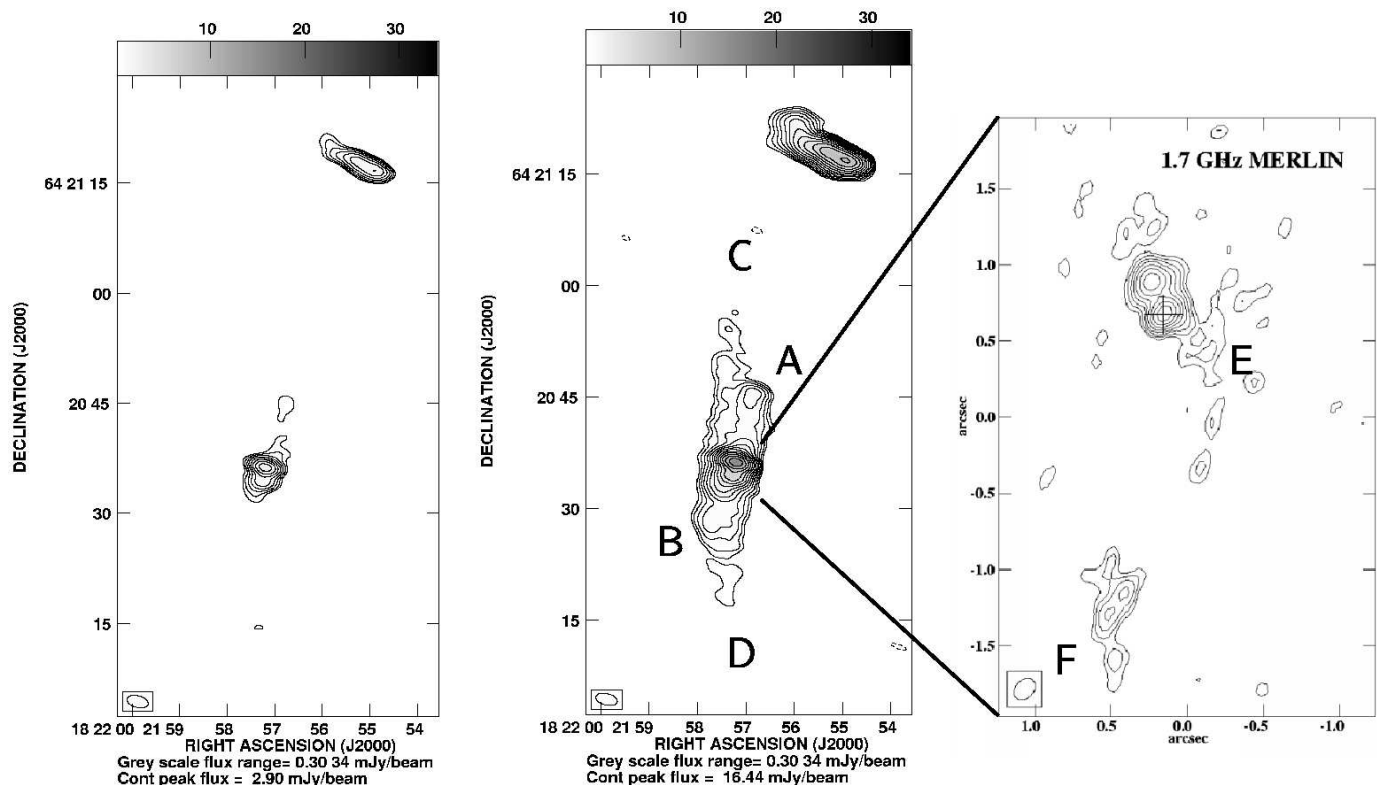 10 20 30
DECLINATION (J2000)
64 21 15
00
20 45
30
15
18 22 00 21 59 58 57 56 55 54
RIGHT ASCENSION (J2000)
Grey scale flux range= 0.30 34 mJy/beam
Cont peak flux = 2.90 mJy/beam
10 20 30
DECLINATION (J2000)
64 21 15
00
20 45
30
15
C
A
B
D
18 22 00 21 59 58 57 56 55 54
RIGHT ASCENSION (J2000)
Grey scale flux range= 0.30 34 mJy/beam
Cont peak flux = 16.44 mJy/beam
1.7 GHz MERLIN
arcsec
1.5
1.0
0.5
0.0
-0.5
-1.0
-1.5
E
F
1.0 0.5 0.0 -0.5 -1.0
arcsec